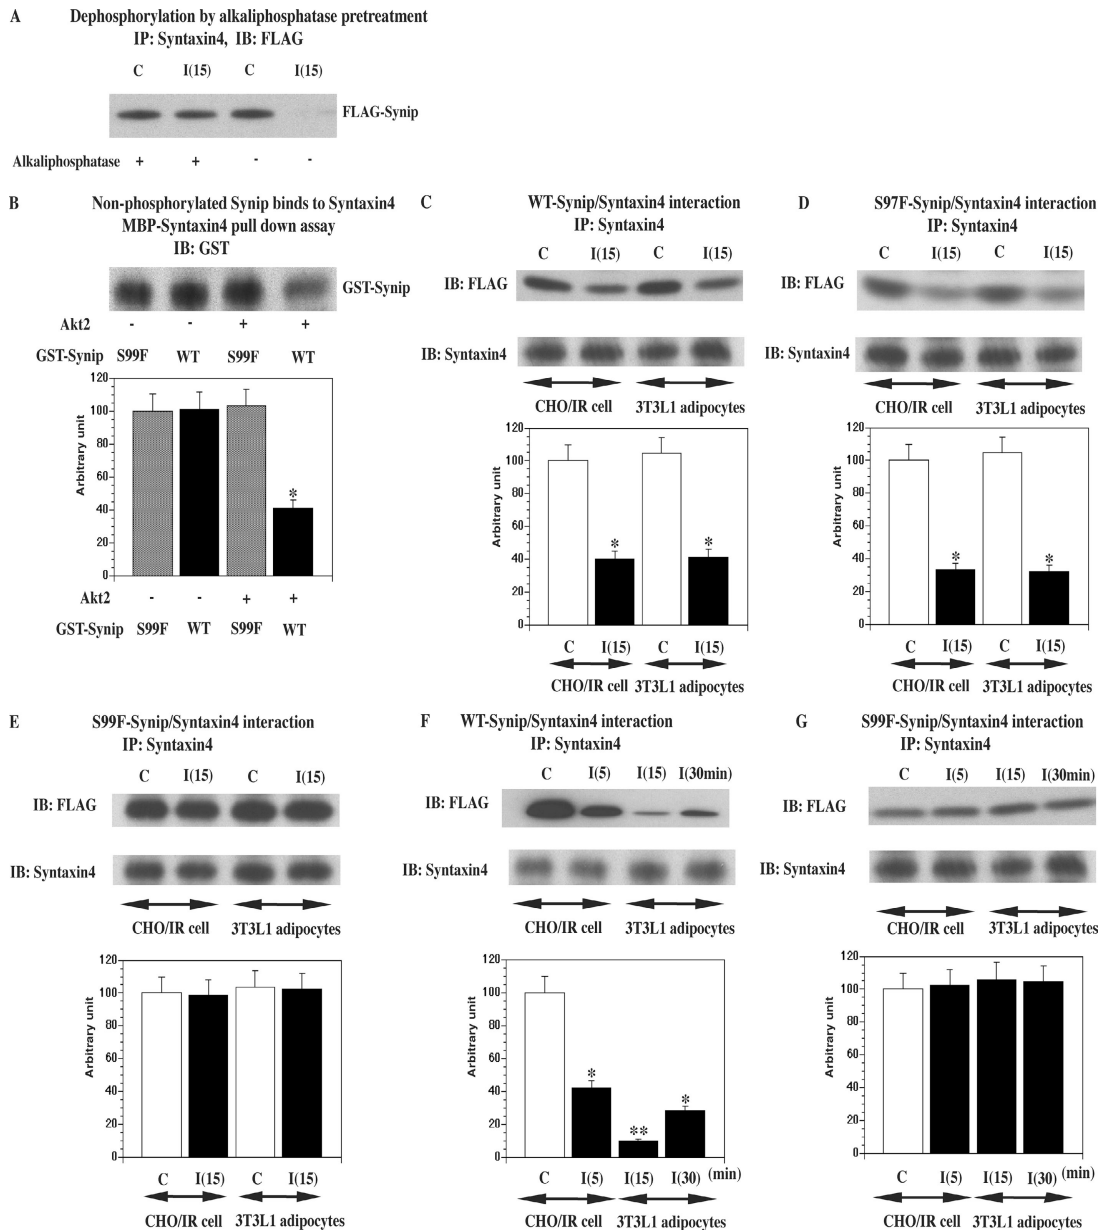 A Dephosphorylation by alkaliphosphatase pretreatment
IP: Syntaxin4, IB: FLAG
C I(15) C I(15)
FLAG-Synip
Alkaliphosphatase + + - -
B Non-phosphorylated Synip binds to Syntaxin4
MBP-Syntaxin4 pull down assay
IB: GST
GST-Synip
Akt2 - - + +
GST-Synip S99F WT S99F WT
120
100
80
60
40
20
0
Arbitrary unit
*
Akt2 - - + +
GST-Synip S99F WT S99F WT
C WT-Synip/Syntaxin4 interaction
IP: Syntaxin4
C I(15) C I(15)
IB: FLAG
IB: Syntaxin4
CHO/IR cell 3T3L1 adipocytes
120
100
80
60
40
20
0
Arbitrary unit
* *
C I(15) C I(15)
CHO/IR cell 3T3L1 adipocytes
D S97F-Synip/Syntaxin4 interaction
IP: Syntaxin4
C I(15) C I(15)
IB: FLAG
IB: Syntaxin4
CHO/IR cell 3T3L1 adipocytes
120
100
80
60
40
20
0
Arbitrary unit
* *
C I(15) C I(15)
CHO/IR cell 3T3L1 adipocytes
E S99F-Synip/Syntaxin4 interaction
IP: Syntaxin4
C I(15) C I(15)
IB: FLAG
IB: Syntaxin4
CHO/IR cell 3T3L1 adipocytes
120
100
80
60
40
20
0
Arbitrary unit
C I(15) C I(15)
CHO/IR cell 3T3L1 adipocytes
F WT-Synip/Syntaxin4 interaction
IP: Syntaxin4
C I(5) I(15) I(30min)
IB: FLAG
IB: Syntaxin4
CHO/IR cell 3T3L1 adipocytes
120
100
80
60
40
20
0
Arbitrary unit
* ** *
C I(5) I(15) I(30) (min)
CHO/IR cell 3T3L1 adipocytes
G S99F-Synip/Syntaxin4 interaction
IP: Syntaxin4
C I(5) I(15) I(30min)
IB: FLAG
IB: Syntaxin4
CHO/IR cell 3T3L1 adipocytes
120
100
80
60
40
20
0
Arbitrary unit
C I(5) I(15) I(30) (min)
CHO/IR cell 3T3L1 adipocytes